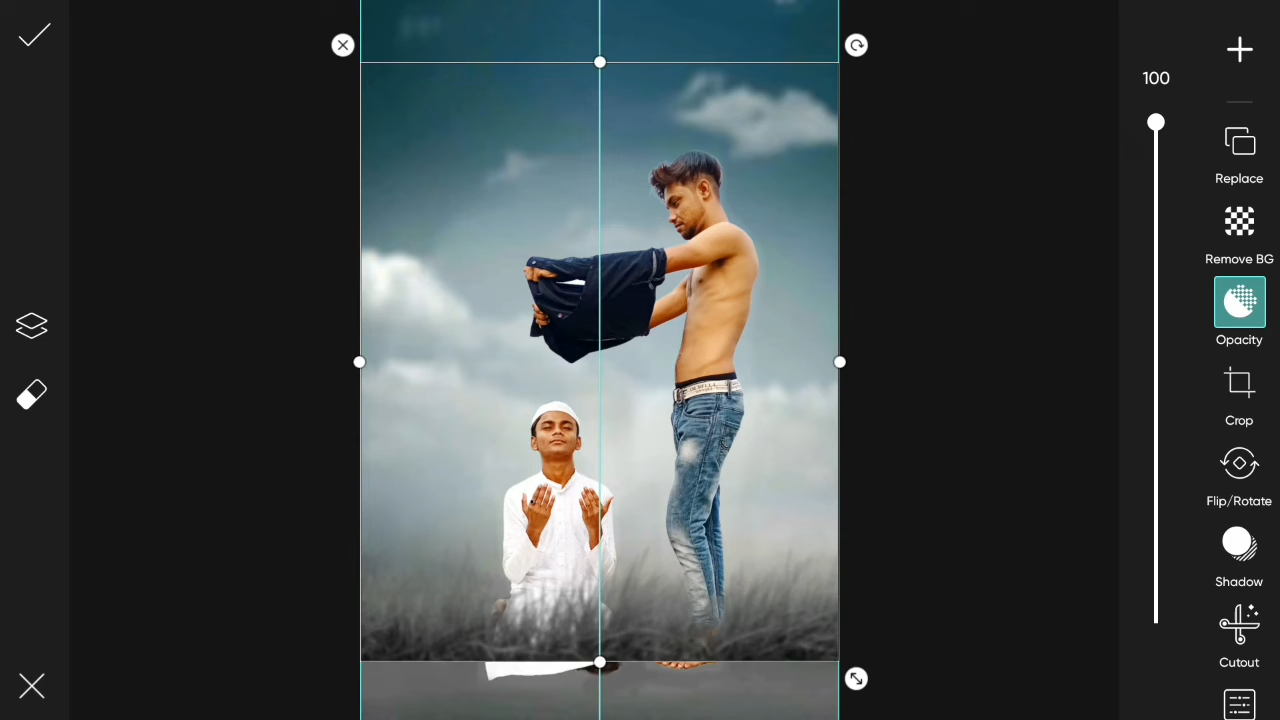 100
Replace
Remove BG
Opacity
Crop
Flip/Rotate
Shadow
Cutout